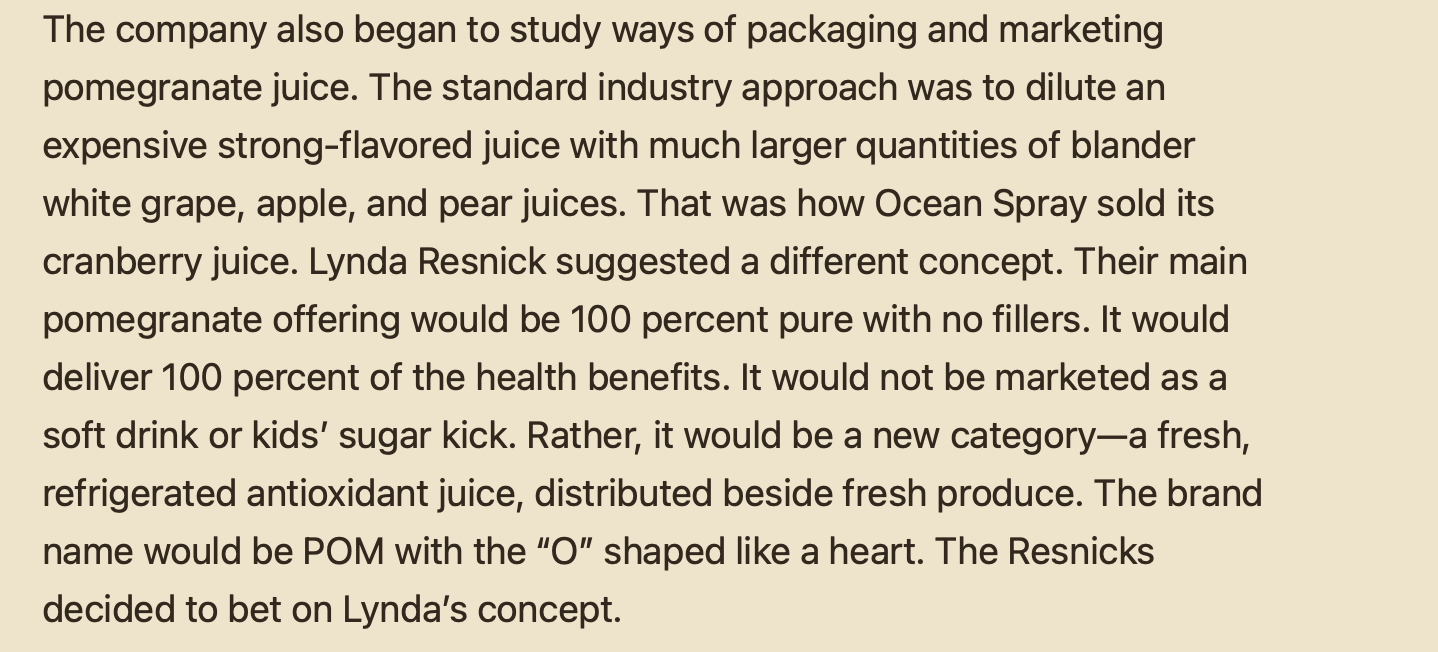 The company also began to study ways of packaging and marketing
pomegranate juice. The standard industry approach was to dilute an
expensive strong-flavored juice with much larger quantities of blander
white grape, apple, and pear juices. That was how Ocean Spray sold its
cranberry juice. Lynda Resnick suggested a different concept. Their main
pomegranate offering would be 100 percent pure with no fillers. It would
deliver 100 percent of the health benefits. It would not be marketed as a
soft drink or kids’ sugar kick. Rather, it would be a new category—a fresh,
refrigerated antioxidant juice, distributed beside fresh produce. The brand
name would be POM with the “O” shaped like a heart. The Resnicks
decided to bet on Lynda’s concept.